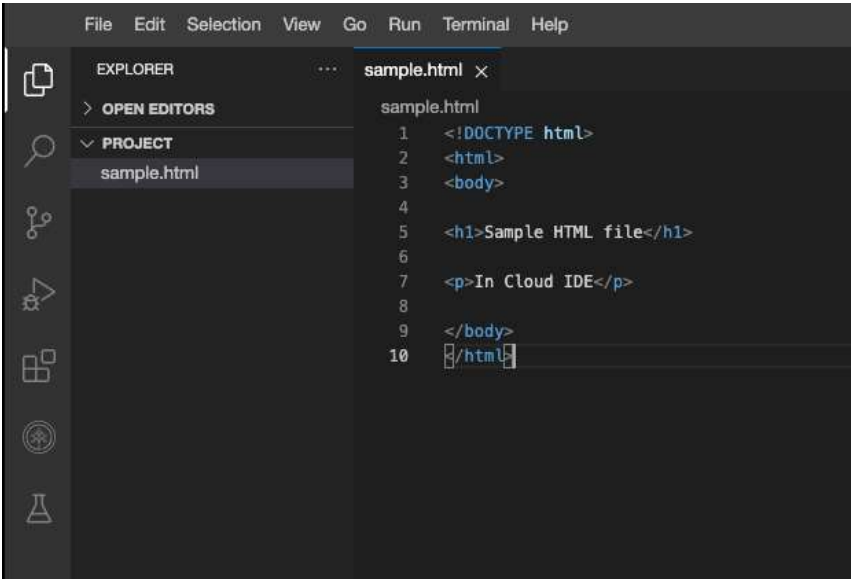 File Edit Selection View Go Run Terminal Help
EXPLORER ···
> OPEN EDITORS
PROJECT
sample.html
sample.html ×
sample.html
1 <!DOCTYPE html>
2 <html>
3 <body>
4
5 <h1>Sample HTML file</h1>
6
7 <p>In Cloud IDE</p>
8
9 </body>
10 </html>